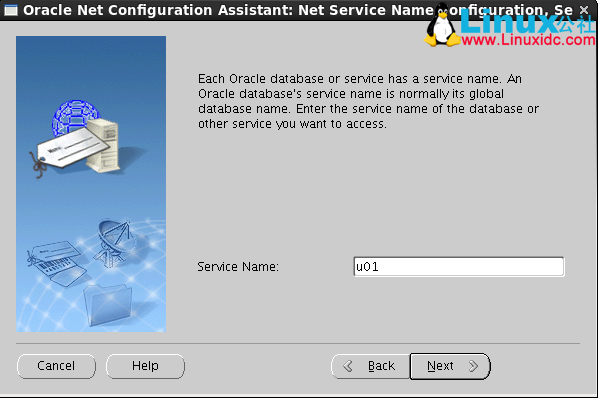 Oracle Net Configuration Assistant: Net Service Name Configuration, Se
Linux公社
www.Linuxidc.com
Each Oracle database or service has a service name. An
Oracle database's service name is normally its global
database name. Enter the service name of the database or
other service you want to access.
Service Name:
u01
Cancel
Help
Back
Next